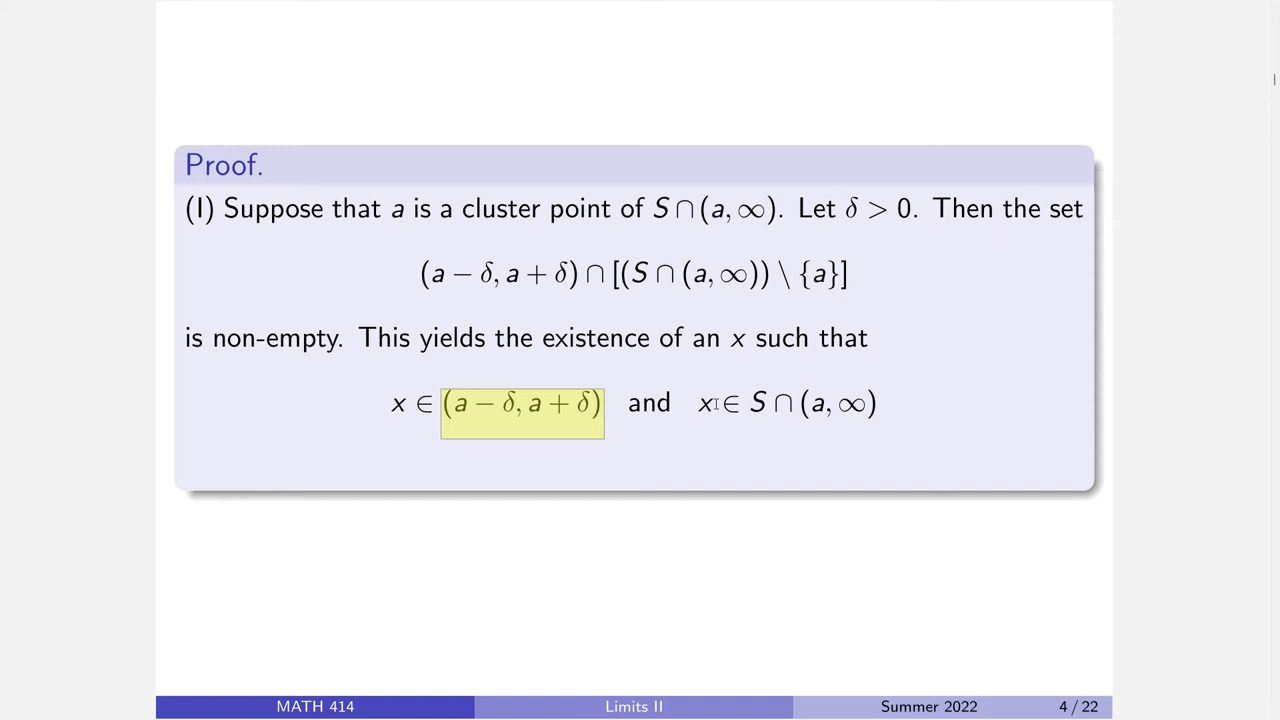 Proof.
(I) Suppose that a is a cluster point of S ∩ (a, ∞). Let δ > 0. Then the set
(a − δ, a + δ) ∩ [(S ∩ (a, ∞)) \ {a}]
is non-empty. This yields the existence of an x such that
x ∈ (a − δ, a + δ) and x ∈ S ∩ (a, ∞)
MATH 414 Limits II Summer 2022 4 / 22